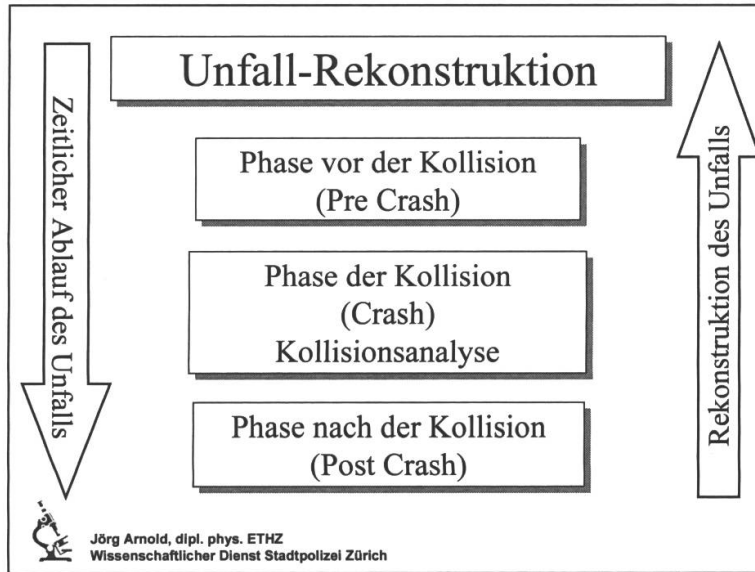 Unfall-Rekonstruktion
Zeitlicher Ablauf des Unfalls
Phase vor der Kollision
(Pre Crash)
Phase der Kollision
(Crash)
Kollisionsanalyse
Phase nach der Kollision
(Post Crash)
Rekonstruktion des Unfalls
Jörg Arnold, dipl. phys. ETHZ
Wissenschaftlicher Dienst Stadtpolizei Zürich